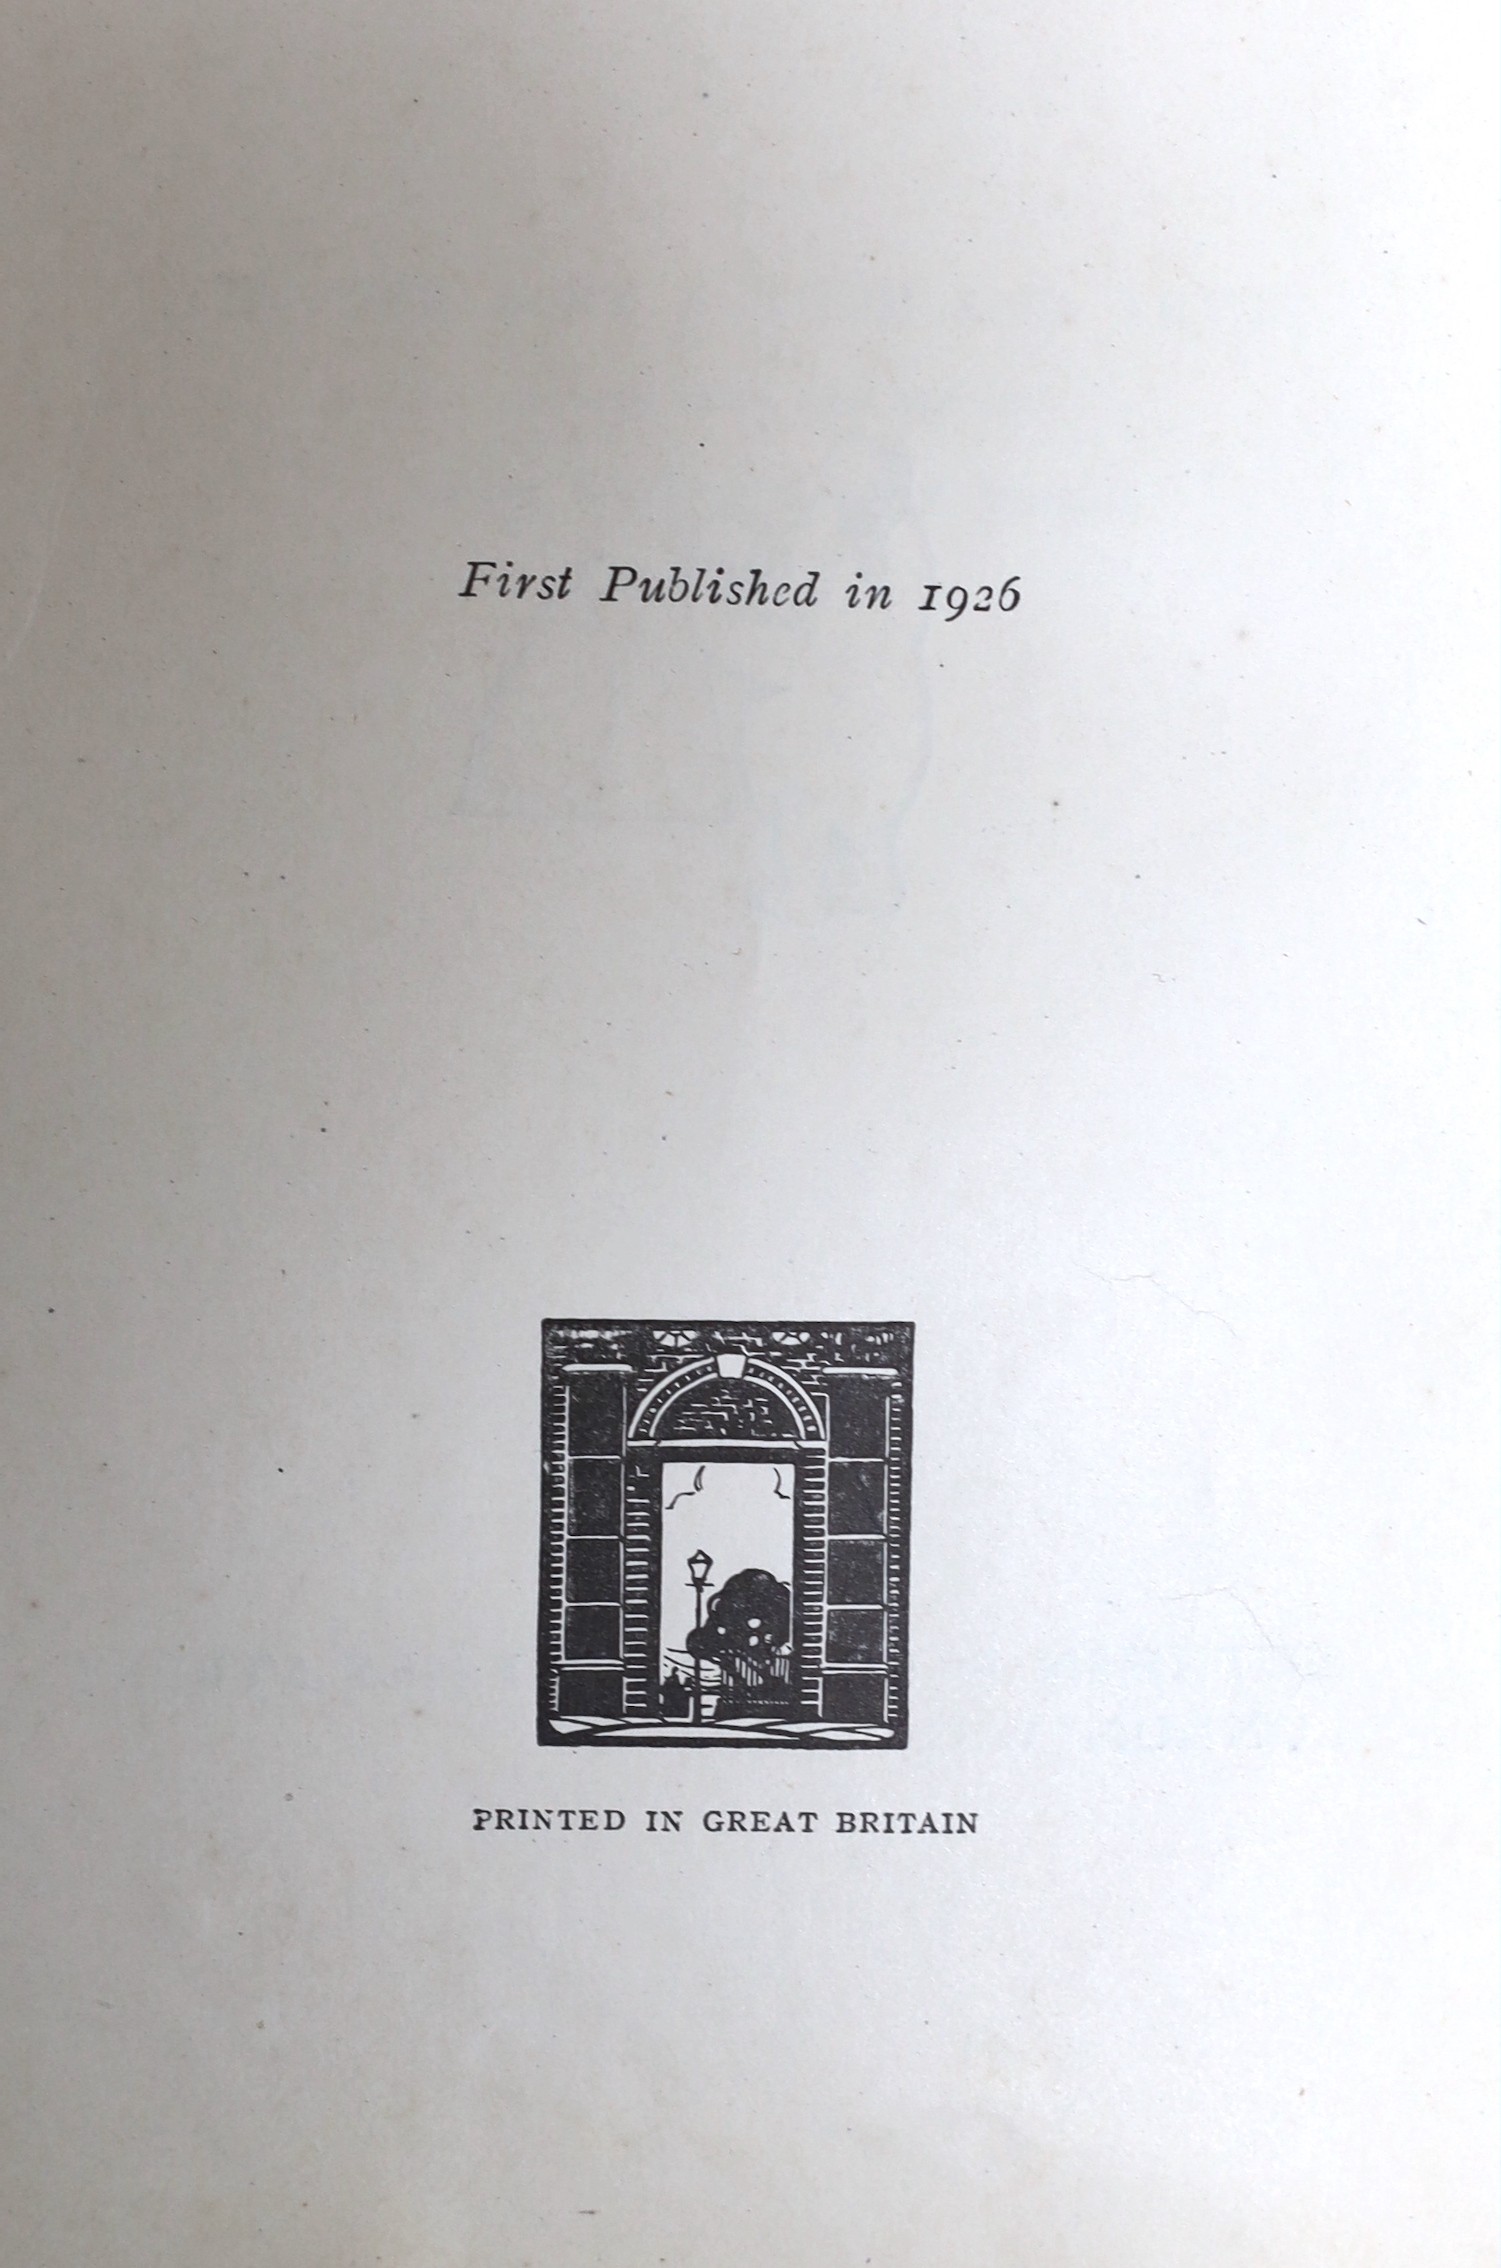 First Published in 1926
PRINTED IN GREAT BRITAIN